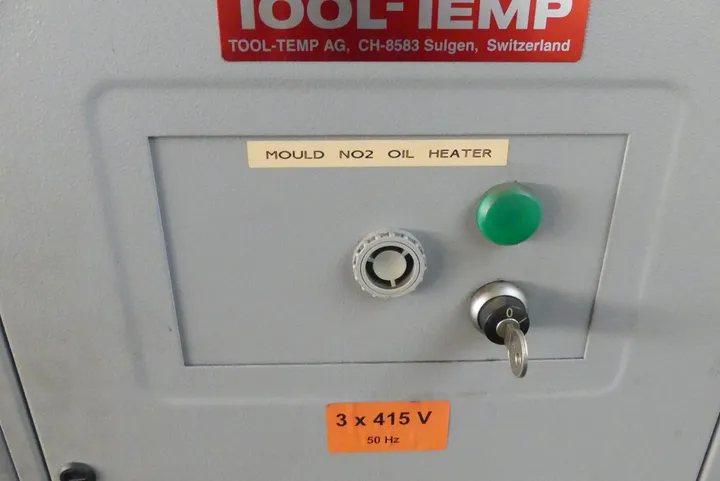 TOOL-TEMP
TOOL-TEMP AG, CH-8583 Sulgen, Switzerland
MOULD NO2 OIL HEATER
0
3 x 415 V
50 Hz